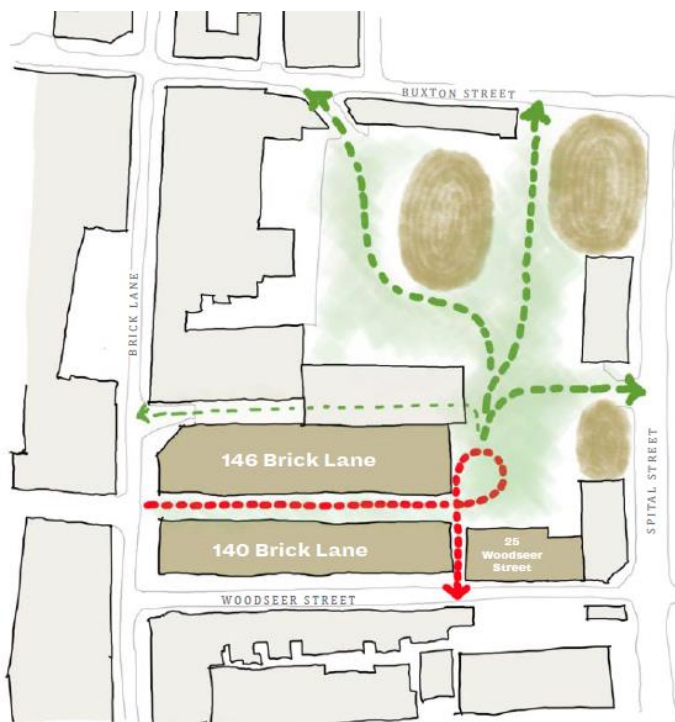 BUXTON STREET
BRICK LANE
146 Brick Lane
SPITAL STREET
140 Brick Lane
25
Woodseer
Street
WOODSEER STREET